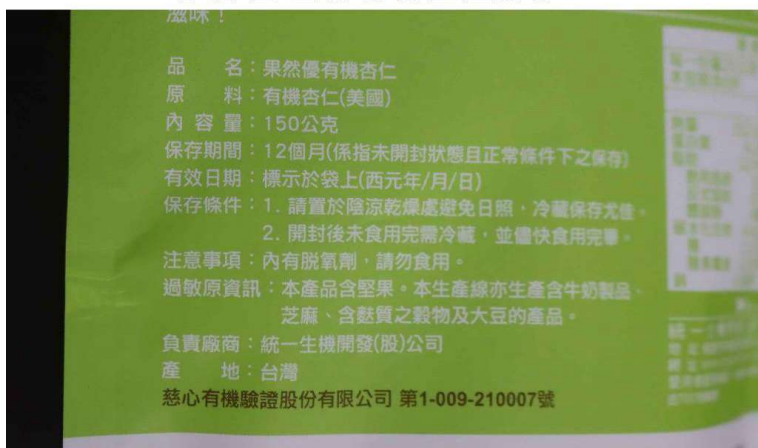 滋味！
品　　名：果然優有機杏仁
原　　料：有機杏仁(美國)
內 容 量：150公克
保存期間：12個月(係指未開封狀態且正常條件下之保存)
有效日期：標示於袋上(西元年/月/日)
保存條件：1. 請置於陰涼乾燥處避免日照，冷藏保存尤佳。
2. 開封後未食用完需冷藏，並儘快食用完畢。
注意事項：內有脫氧劑，請勿食用。
過敏原資訊：本產品含堅果。本生產線亦生產含牛奶製品、
芝麻、含麩質之穀物及大豆的產品。
負責廠商：統一生機開發(股)公司
產　　地：台灣
慈心有機驗證股份有限公司 第1-009-210007號